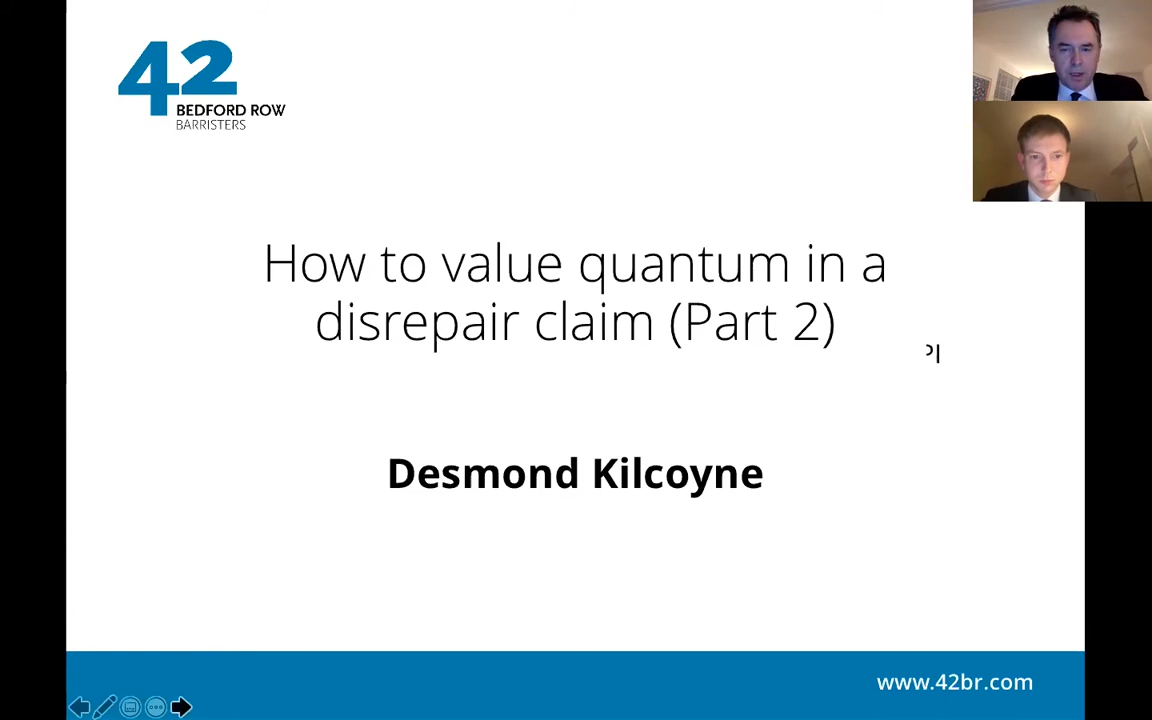 42
BEDFORD ROW
BARRISTERS
How to value quantum in a
disrepair claim (Part 2)
Desmond Kilcoyne
www.42br.com